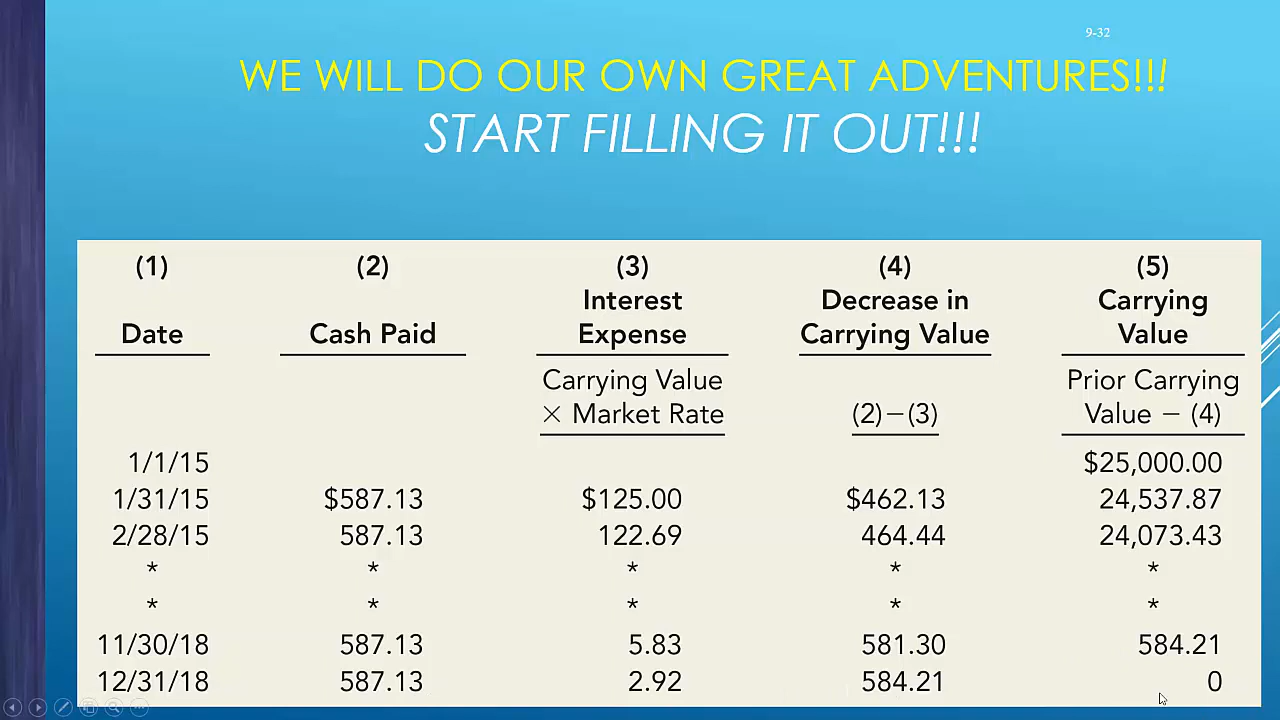 9-32
WE WILL DO OUR OWN GREAT ADVENTURES!!!
START FILLING IT OUT!!!
(1) (2) (3) (4) (5)
Interest Decrease in Carrying
Date Cash Paid Expense Carrying Value Value
Carrying Value Prior Carrying
× Market Rate (2)−(3) Value − (4)
1/1/15 $25,000.00
1/31/15 $587.13 $125.00 $462.13 24,537.87
2/28/15 587.13 122.69 464.44 24,073.43
* * * * *
* * * * *
11/30/18 587.13 5.83 581.30 584.21
12/31/18 587.13 2.92 584.21 0